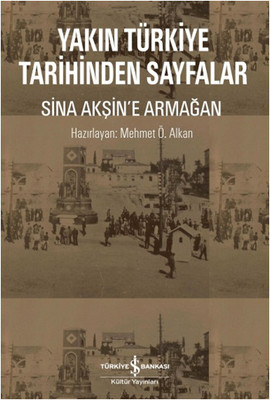 YAKIN TÜRKİYE
TARİHİNDEN SAYFALAR
SİNA AKŞİN'E ARMAĞAN
Hazırlayan: Mehmet Ö. Alkan
TÜRKİYE İŞ BANKASI
Kültür Yayınları